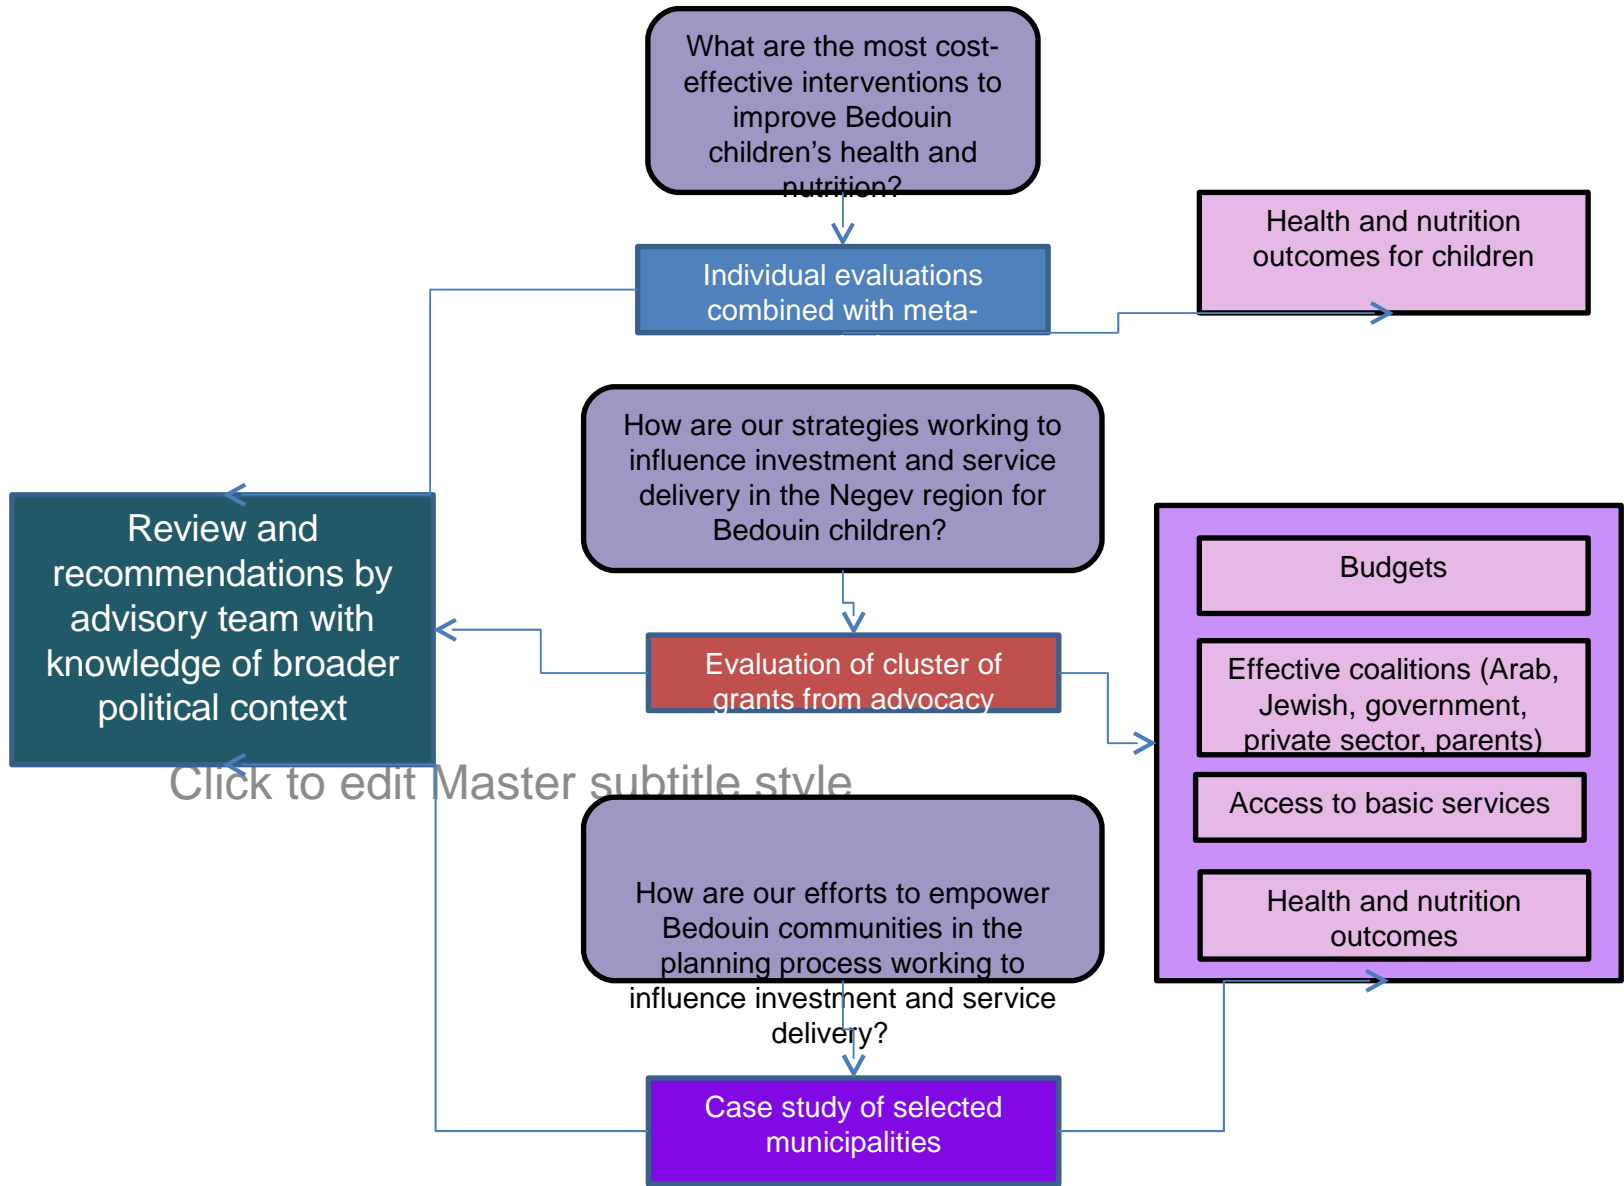 What are the most cost-
effective interventions to
improve Bedouin
children’s health and
nutrition?
Health and nutrition
outcomes for children
Individual evaluations
combined with meta-
How are our strategies working to
influence investment and service
delivery in the Negev region for
Bedouin children?
Review and
recommendations by
advisory team with
knowledge of broader
political context
Budgets
Evaluation of cluster of
grants from advocacy
Effective coalitions (Arab,
Jewish, government,
private sector, parents)
Click to edit Master subtitle style
Access to basic services
How are our efforts to empower
Bedouin communities in the
planning process working to
influence investment and service
delivery?
Health and nutrition
outcomes
Case study of selected
municipalities